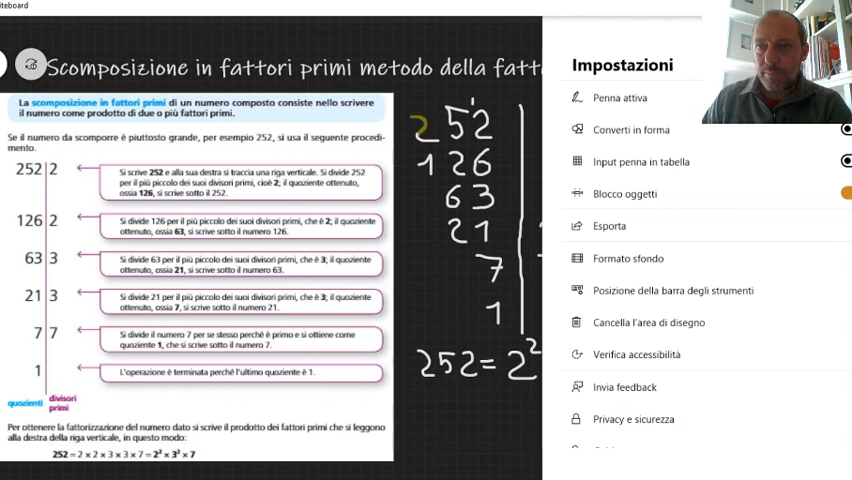 iteboard
Scomposizione in fattori primi metodo della fatt
La scomposizione in fattori primi di un numero composto consiste nello scrivere
il numero come prodotto di due o più fattori primi.
Se il numero da scomporre è piuttosto grande, per esempio 252, si usa il seguente procedi-
mento.
252 2
Si scrive 252 e alla sua destra si traccia una riga verticale. Si divide 252
per il più piccolo dei suoi divisori primi, cioè 2; il quoziente ottenuto,
ossia 126, si scrive sotto il 252.
126 2
Si divide 126 per il più piccolo dei suoi divisori primi, che è 2; il quoziente
ottenuto, ossia 63, si scrive sotto il numero 126.
63 3
Si divide 63 per il più piccolo dei suoi divisori primi, che è 3; il quoziente
ottenuto, ossia 21, si scrive sotto il numero 63.
21 3
Si divide 21 per il più piccolo dei suoi divisori primi, che è 3; il quoziente
ottenuto, ossia 7, si scrive sotto il numero 21.
7 7
Si divide il numero 7 per se stesso perché è primo e si ottiene come
quoziente 1, che si scrive sotto il numero 7.
1
L'operazione è terminata perché l'ultimo quoziente è 1.
quozienti
divisori
primi
Per ottenere la fattorizzazione del numero dato si scrive il prodotto dei fattori primi che si leggono
alla destra della riga verticale, in questo modo:
252 = 2 × 2 × 3 × 3 × 7 = 2² × 3² × 7
252
126
63
21
7
1
252=2²
Impostazioni
Penna attiva
Converti in forma
Input penna in tabella
Blocco oggetti
Esporta
Formato sfondo
Posizione della barra degli strumenti
Cancella l'area di disegno
Verifica accessibilità
Invia feedback
Privacy e sicurezza